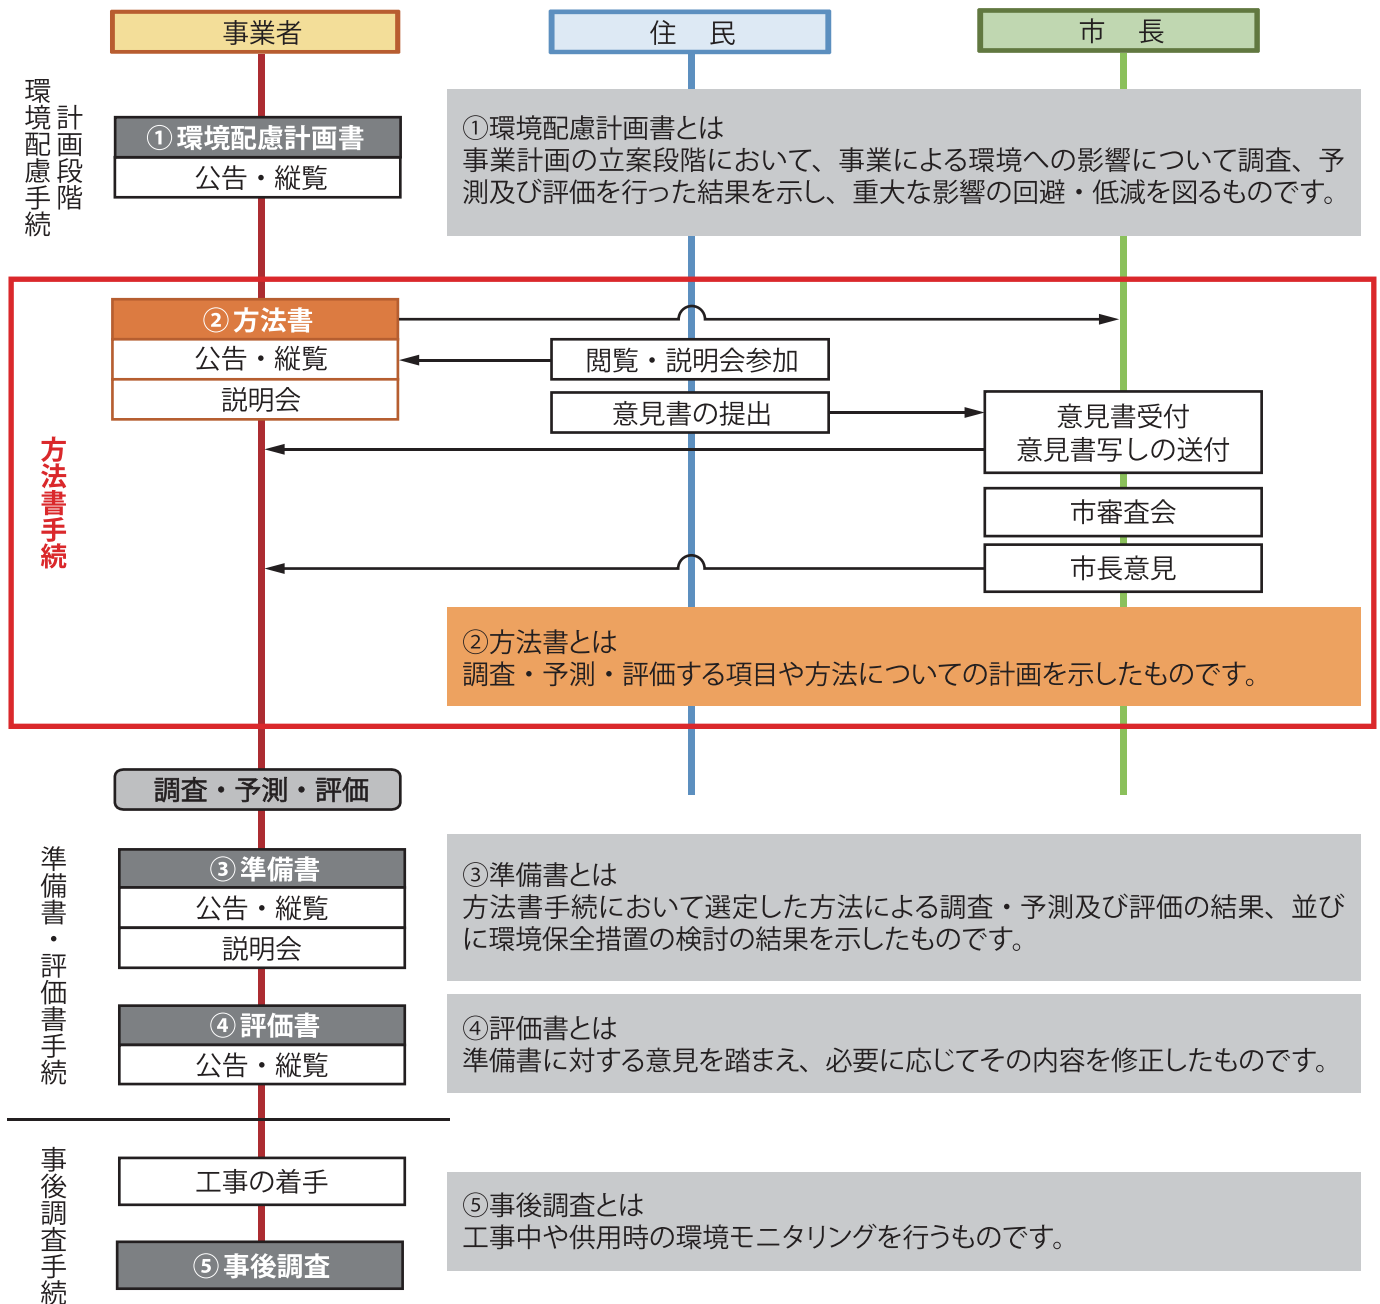 事業者
住 民
市 長
計画段階
環境配慮手続
①環境配慮計画書
公告・縦覧
①環境配慮計画書とは
事業計画の立案段階において、事業による環境への影響について調査、予
測及び評価を行った結果を示し、重大な影響の回避・低減を図るものです。
方法書手続
②方法書
公告・縦覧
説明会
閲覧・説明会参加
意見書の提出
意見書受付
意見書写しの送付
市審査会
市長意見
②方法書とは
調査・予測・評価する項目や方法についての計画を示したものです。
調査・予測・評価
準備書・評価書手続
③準備書
公告・縦覧
説明会
③準備書とは
方法書手続において選定した方法による調査・予測及び評価の結果、並び
に環境保全措置の検討の結果を示したものです。
④評価書
公告・縦覧
④評価書とは
準備書に対する意見を踏まえ、必要に応じてその内容を修正したものです。
事後調査手続
工事の着手
⑤事後調査
⑤事後調査とは
工事中や供用時の環境モニタリングを行うものです。